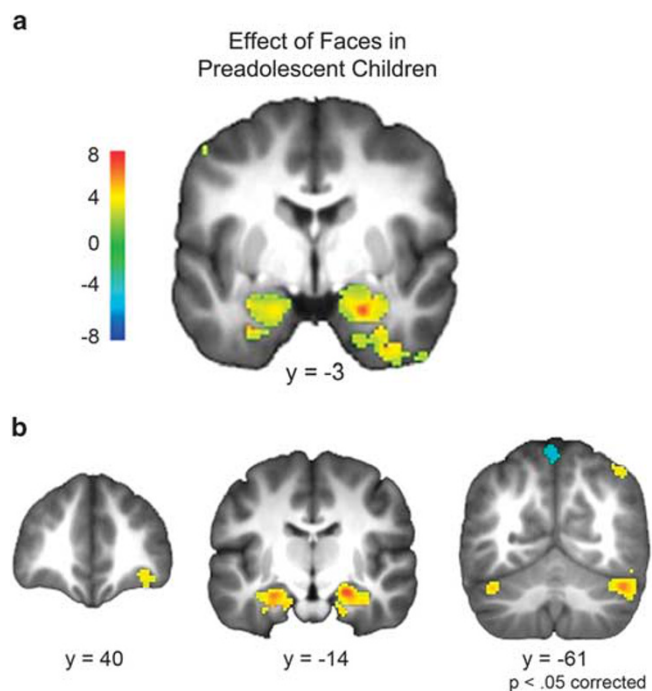 a
Effect of Faces in
Preadolescent Children
8
4
0
-4
-8
y = -3
b
y = 40
y = -14
y = -61
p < .05 corrected